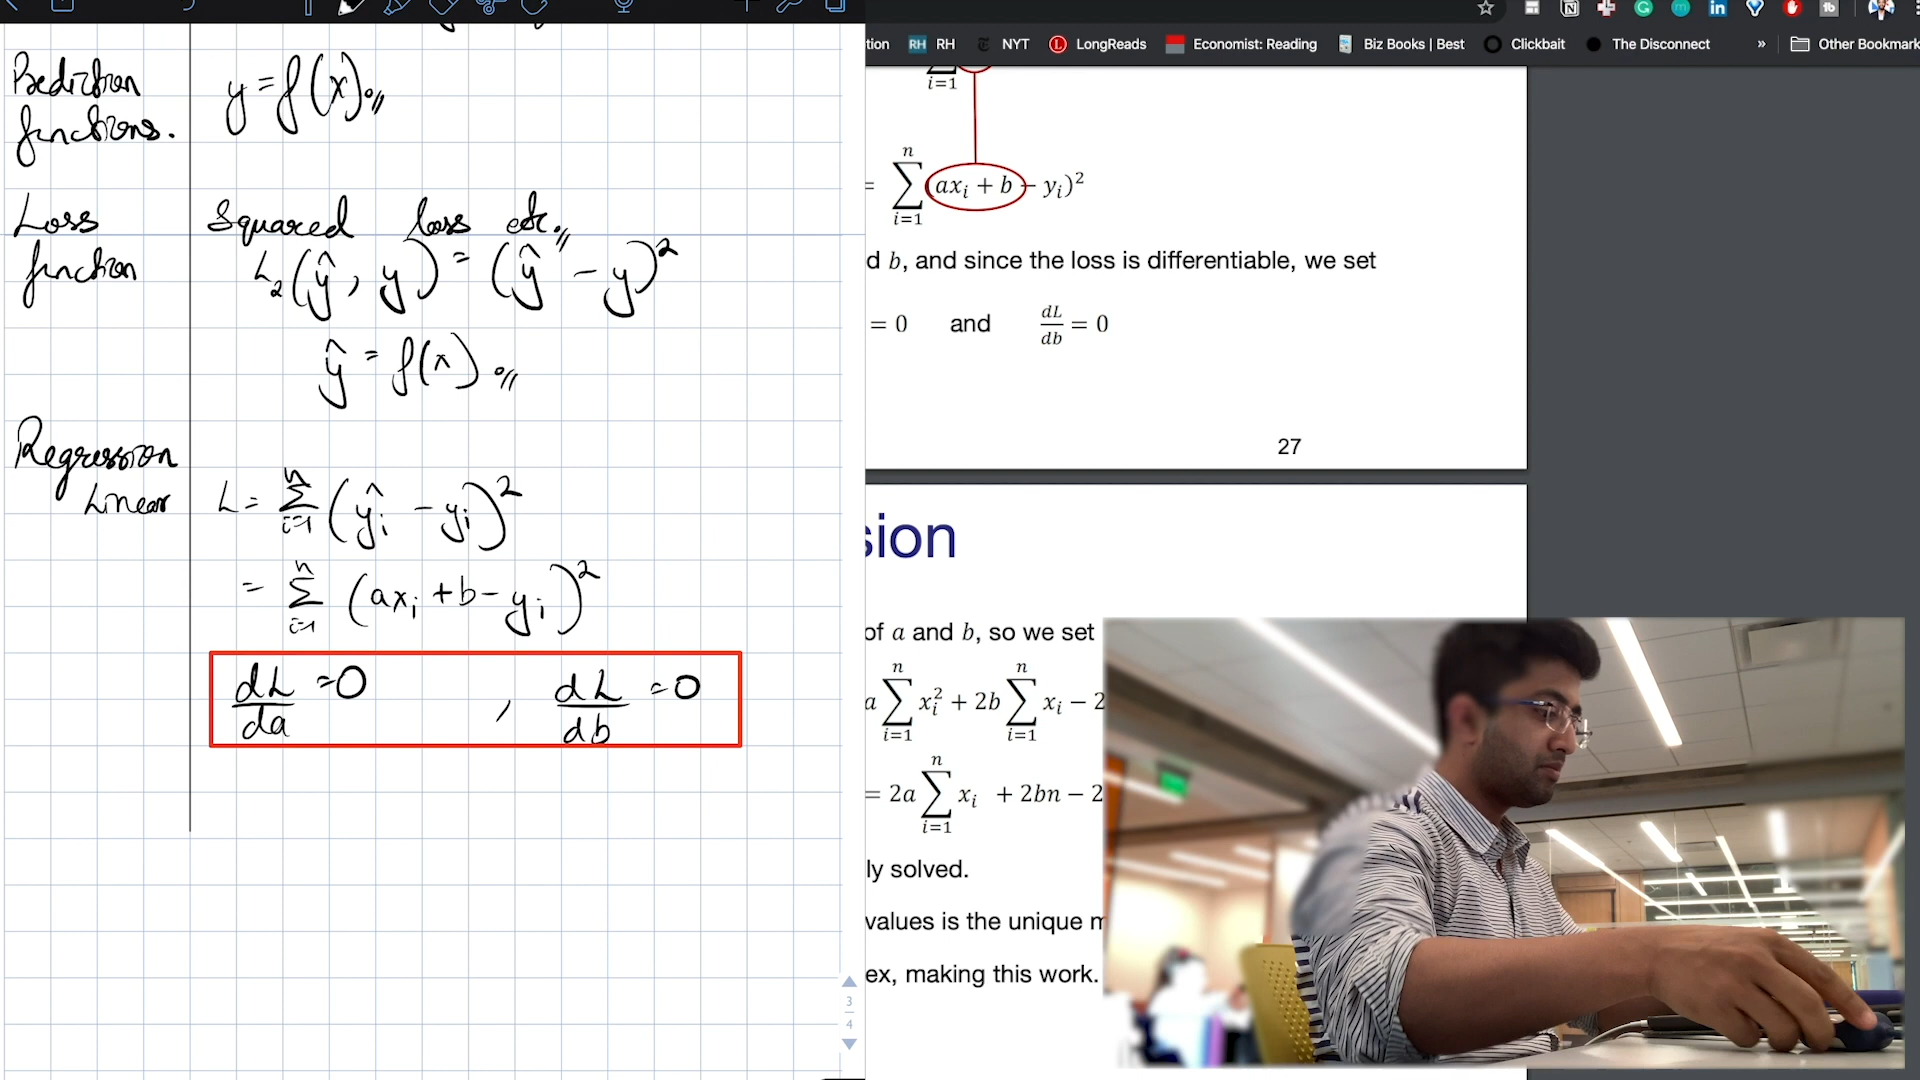 Prediction functions. y = f(x)
Loss function Squared loss etc.
L₂(ŷ, y) = (ŷ - y)²
ŷ = f(x)
Regression
Linear L = Σⁿᵢ₌₁ (ŷᵢ - yᵢ)²
= Σⁿᵢ₌₁ (axᵢ + b - yᵢ)²
dL/da = 0 , dL/db = 0
3
4
tion RH RH NYT LongReads Economist: Reading Biz Books | Best Clickbait The Disconnect » Other Bookmark
i=1
= Σⁿᵢ₌₁ (axᵢ + b − yᵢ)²
d b, and since the loss is differentiable, we set
= 0 and dL/db = 0
27
sion
of a and b, so we set
a Σⁿᵢ₌₁ xᵢ² + 2b Σⁿᵢ₌₁ xᵢ − 2
= 2a Σⁿᵢ₌₁ xᵢ + 2bn − 2
ly solved.
values is the unique m
ex, making this work.